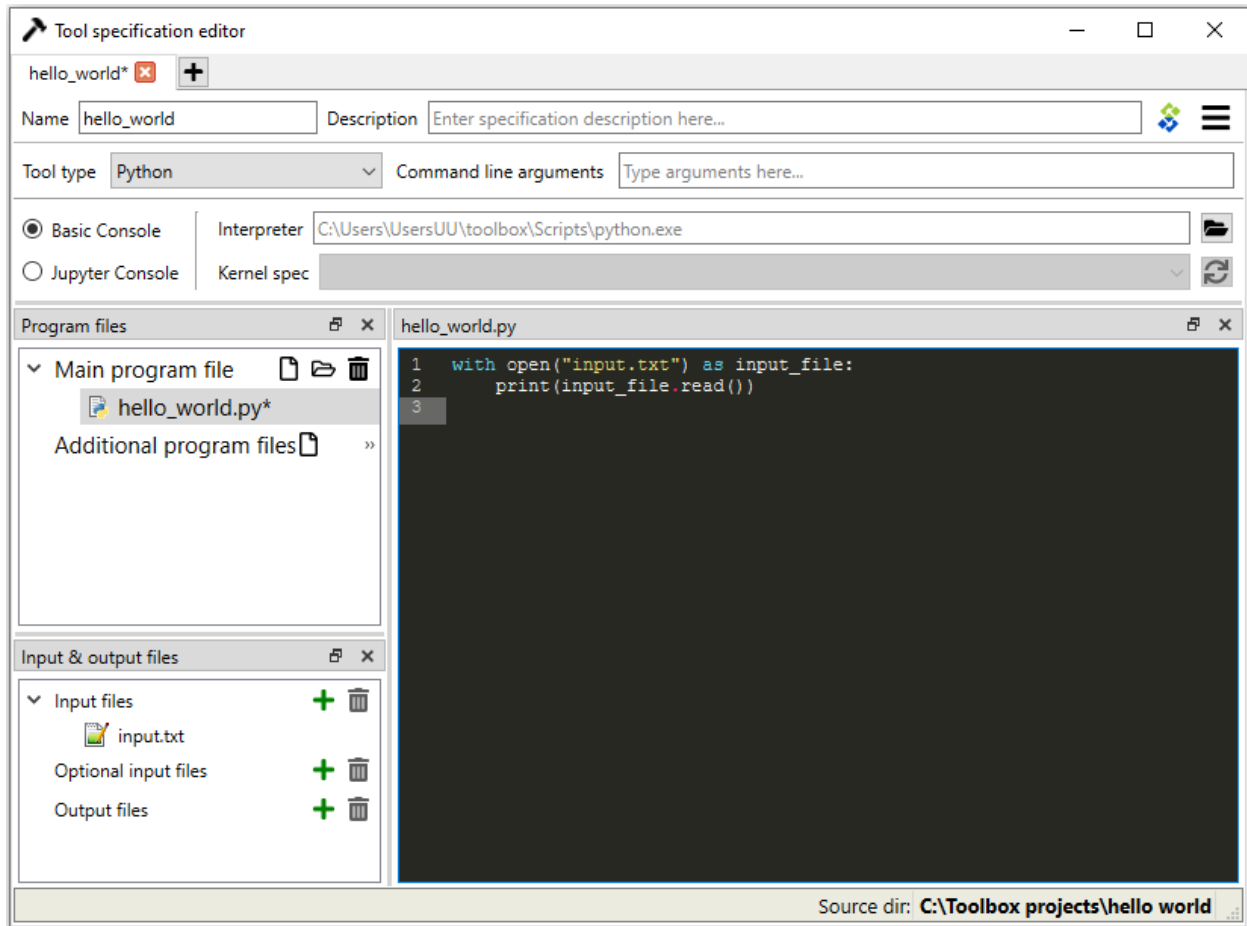 Tool specification editor
hello_world*
Name hello_world Description Enter specification description here...
Tool type Python Command line arguments Type arguments here...
Basic Console Interpreter C:\Users\UsersUU\toolbox\Scripts\python.exe
Jupyter Console Kernel spec
Program files
Main program file
hello_world.py*
Additional program files »
Input & output files
Input files
input.txt
Optional input files
Output files
hello_world.py
1 with open("input.txt") as input_file:
2     print(input_file.read())
3
Source dir: C:\Toolbox projects\hello world